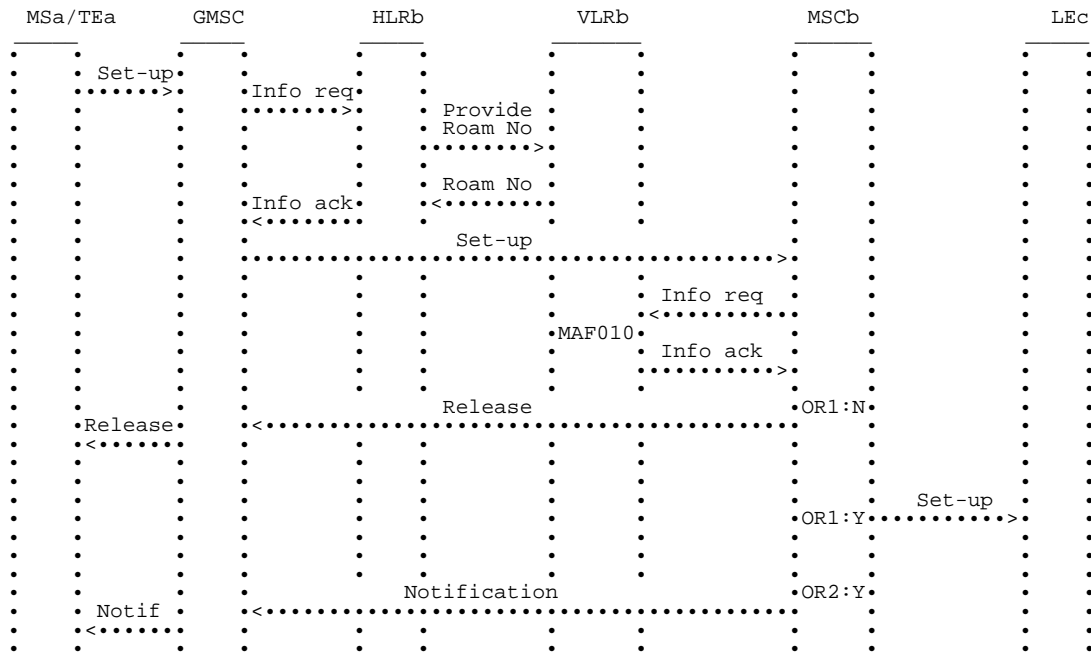 MSa/TEa GMSC HLRb VLRb MSCb LEc
Set-up
Info req
Provide
Roam No
Roam No
Info ack
Set-up
Info req
MAF010
Info ack
Release OR1:N
Release
Set-up
OR1:Y
Notification OR2:Y
Notif